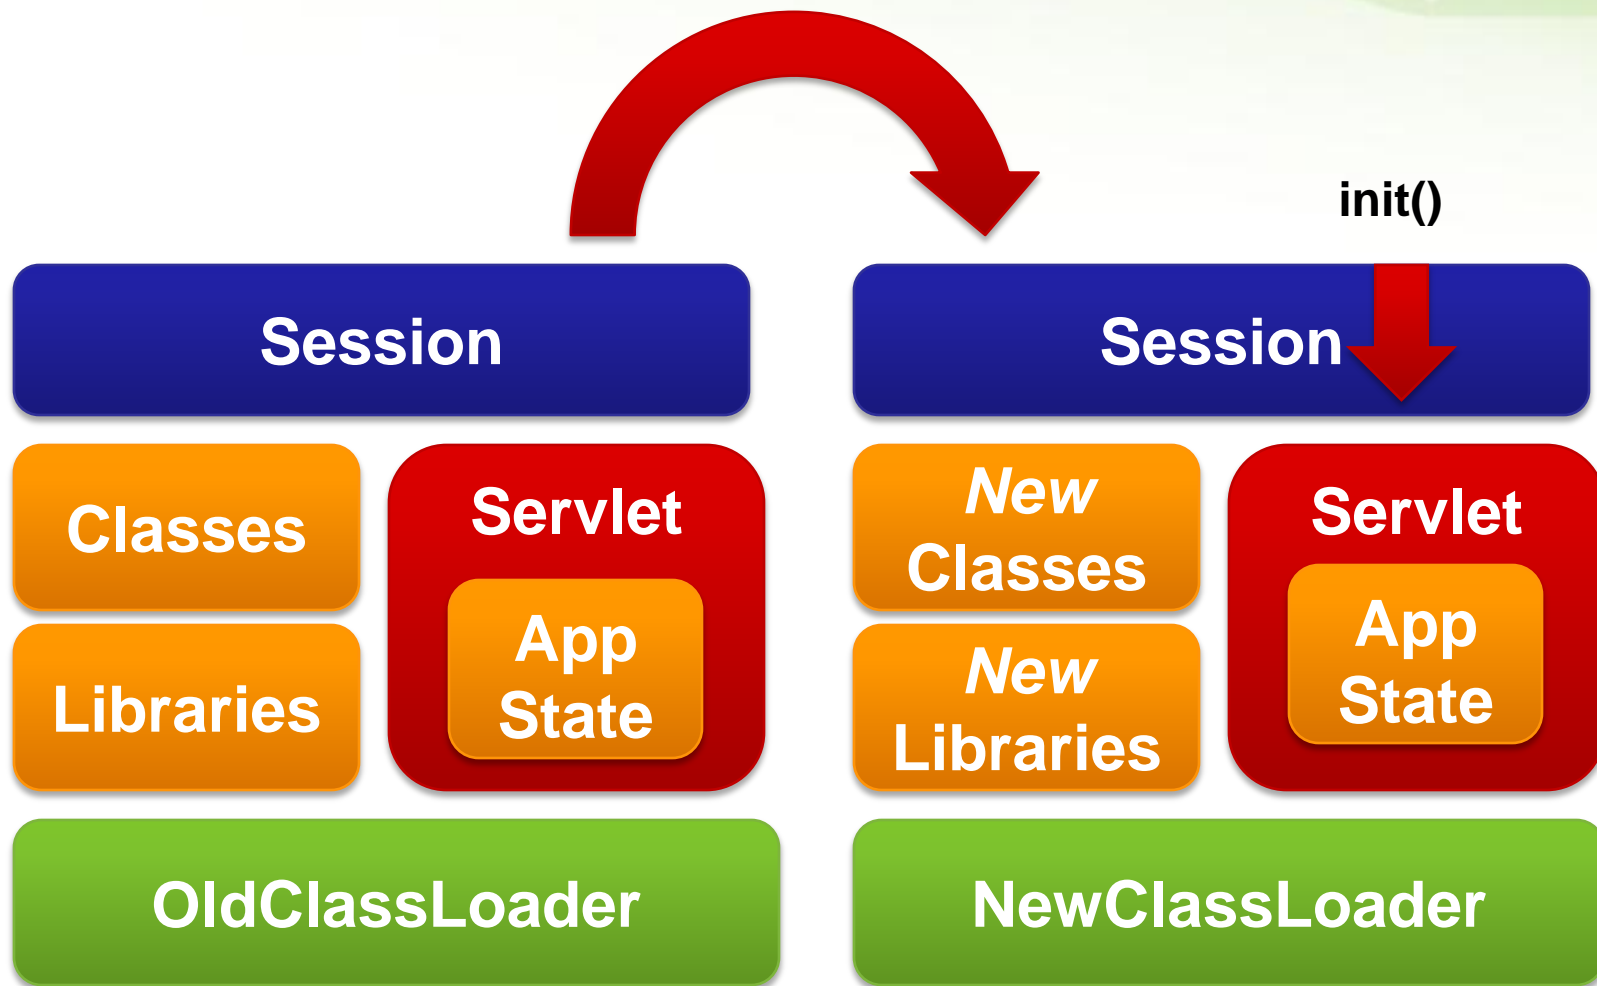 init()
Session
Session
Classes
Servlet
App
State
Libraries
New
Classes
Servlet
App
State
New
Libraries
OldClassLoader
NewClassLoader